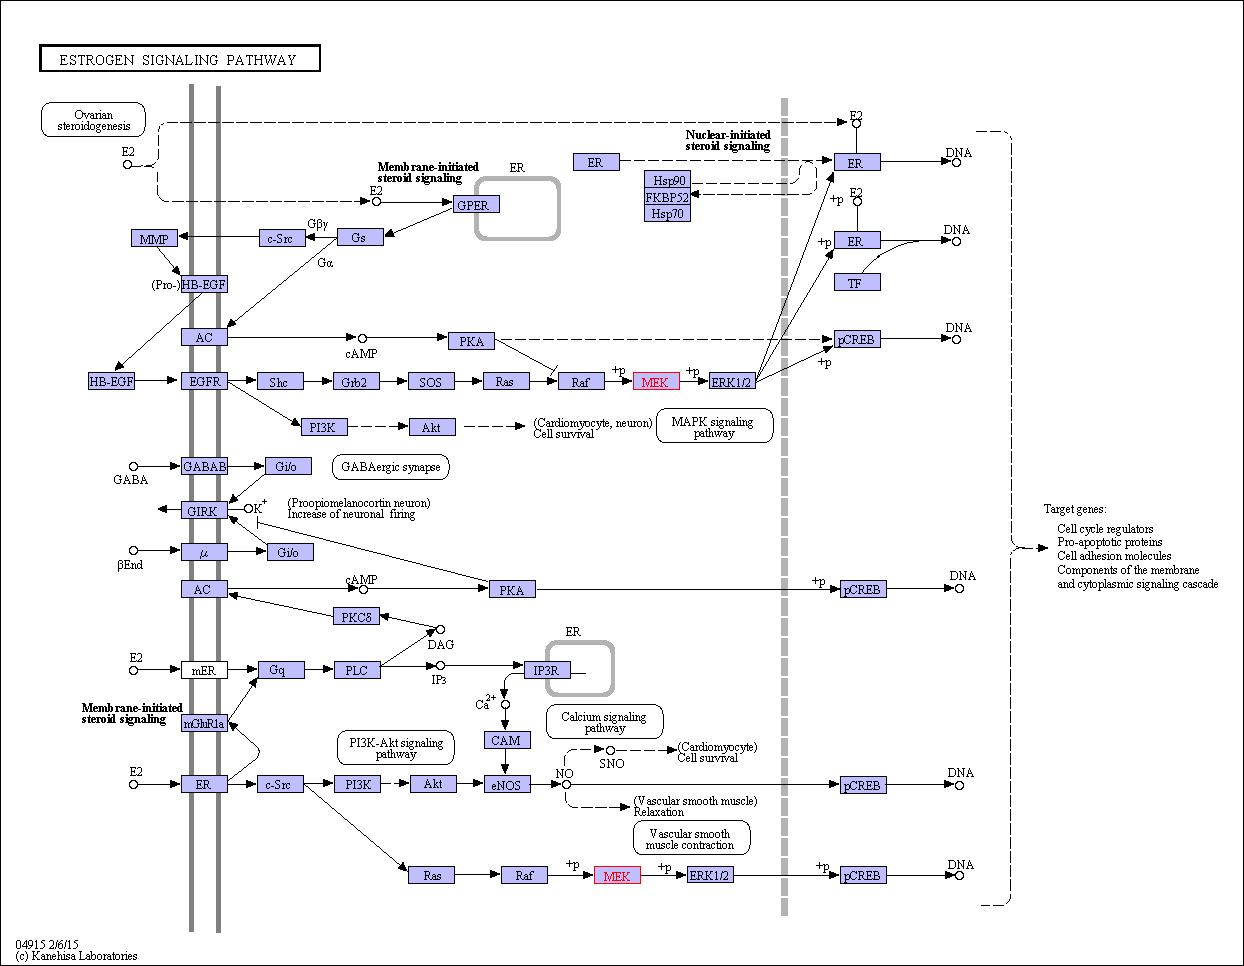 ESTROGEN SIGNALING PATHWAY
Ovarian
steroidogenesis
E2
E2
Nuclear-initiated
steroid signaling
E2
DNA
Membrane-initiated
steroid signaling
ER
ER
ER
Hsp90
FKBP52
Hsp70
E2
GPER
+p
E2
DNA
MMP
c-Src
Gβγ
Gs
Gα
+p
ER
(Pro-)
HB-EGF
TF
AC
cAMP
PKA
pCREB
DNA
+p
HB-EGF
EGFR
Shc
Grb2
SOS
Ras
Raf
+p
MEK
+p
ERK1/2
PI3K
Akt
(Cardiomyocyte, neuron)
Cell survival
MAPK signaling
pathway
GABA
GABAB
Gi/o
GABAergic synapse
GIRK
K+
(Proopiomelanocortin neuron)
Increase of neuronal firing
Target genes:
Cell cycle regulators
Pro-apoptotic proteins
Cell adhesion molecules
Components of the membrane
and cytoplasmic signaling cascade
βEnd
μ
Gi/o
AC
cAMP
PKA
+p
pCREB
DNA
PKCδ
DAG
ER
E2
mER
Gq
PLC
IP3
IP3R
Membrane-initiated
steroid signaling
mGluR1a
Ca2+
Calcium signaling
pathway
PI3K-Akt signaling
pathway
CAM
(Cardiomyocyte)
Cell survival
SNO
E2
ER
c-Src
PI3K
Akt
eNOS
NO
pCREB
DNA
(Vascular smooth muscle)
Relaxation
Vascular smooth
muscle contraction
Ras
Raf
+p
MEK
+p
ERK1/2
+p
pCREB
DNA
04915 2/6/15
(c) Kanehisa Laboratories